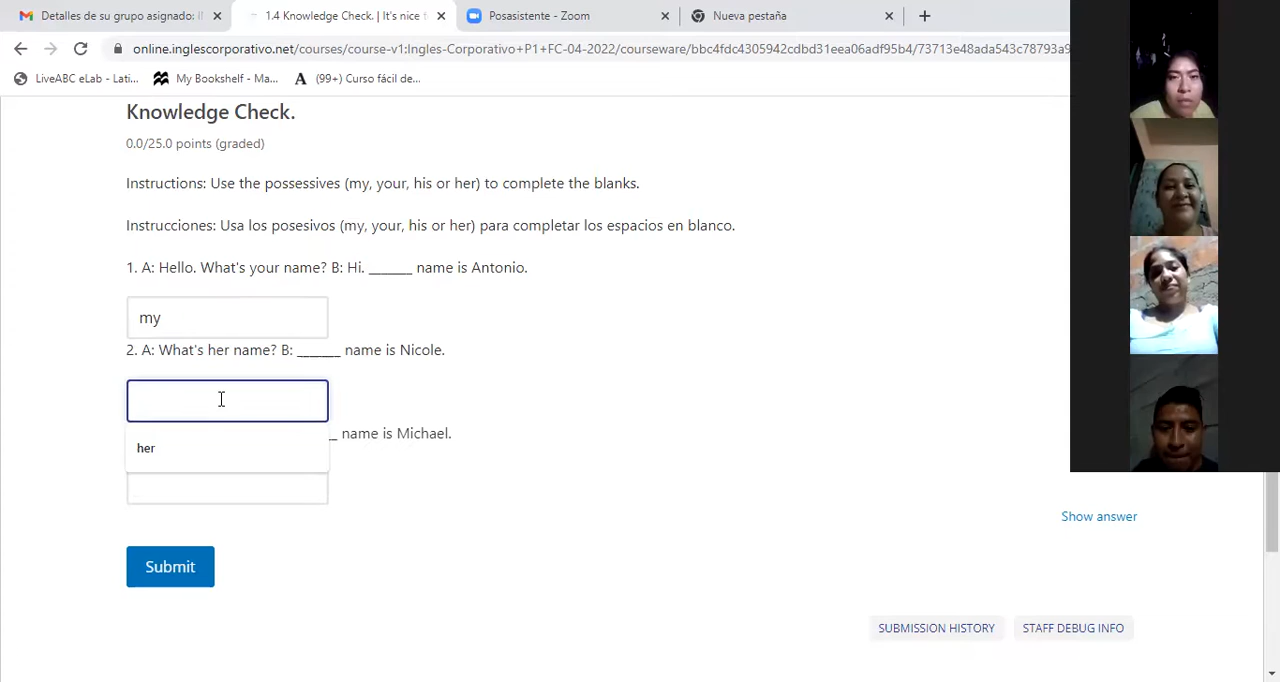 Detalles de su grupo asignado: I
1.4 Knowledge Check. | It's nice t
Posasistente - Zoom
Nueva pestaña
online.inglescorporativo.net/courses/course-v1:Ingles-Corporativo+P1+FC-04-2022/courseware/bbc4fdc4305942cdbd31eea06adf95b4/73713e48ada543c78793a9
LiveABC eLab - Lati...
My Bookshelf - Ma...
(99+) Curso fácil de...
Knowledge Check.
0.0/25.0 points (graded)
Instructions: Use the possessives (my, your, his or her) to complete the blanks.
Instrucciones: Usa los posesivos (my, your, his or her) para completar los espacios en blanco.
1. A: Hello. What's your name? B: Hi. ______ name is Antonio.
my
2. A: What's her name? B: ______ name is Nicole.
her
_ name is Michael.
Show answer
Submit
SUBMISSION HISTORY
STAFF DEBUG INFO